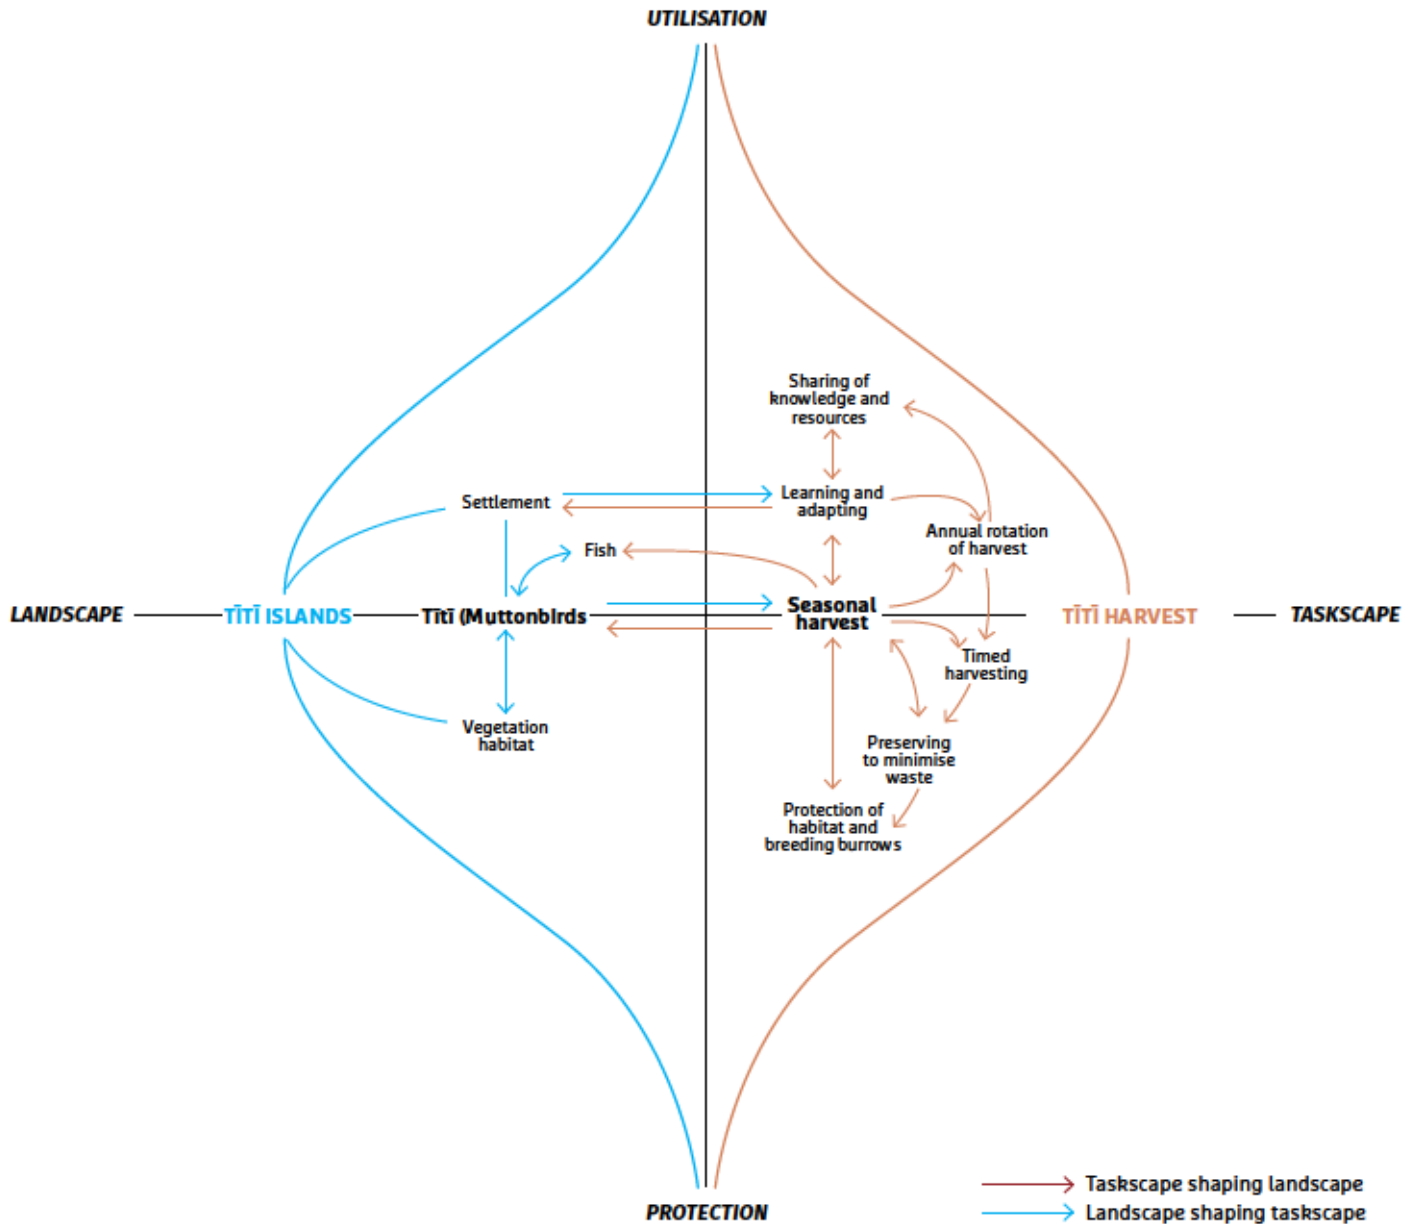 UTILISATION
Sharing of
knowledge and
resources
Settlement
Learning and
adapting
Annual rotation
of harvest
Fish
LANDSCAPE
TĪTĪ ISLANDS
Tītī (Muttonbirds
Seasonal
harvest
TĪTĪ HARVEST
TASKSCAPE
Timed
harvesting
Vegetation
habitat
Preserving
to minimise
waste
Protection of
habitat and
breeding burrows
Taskscape shaping landscape
Landscape shaping taskscape
PROTECTION